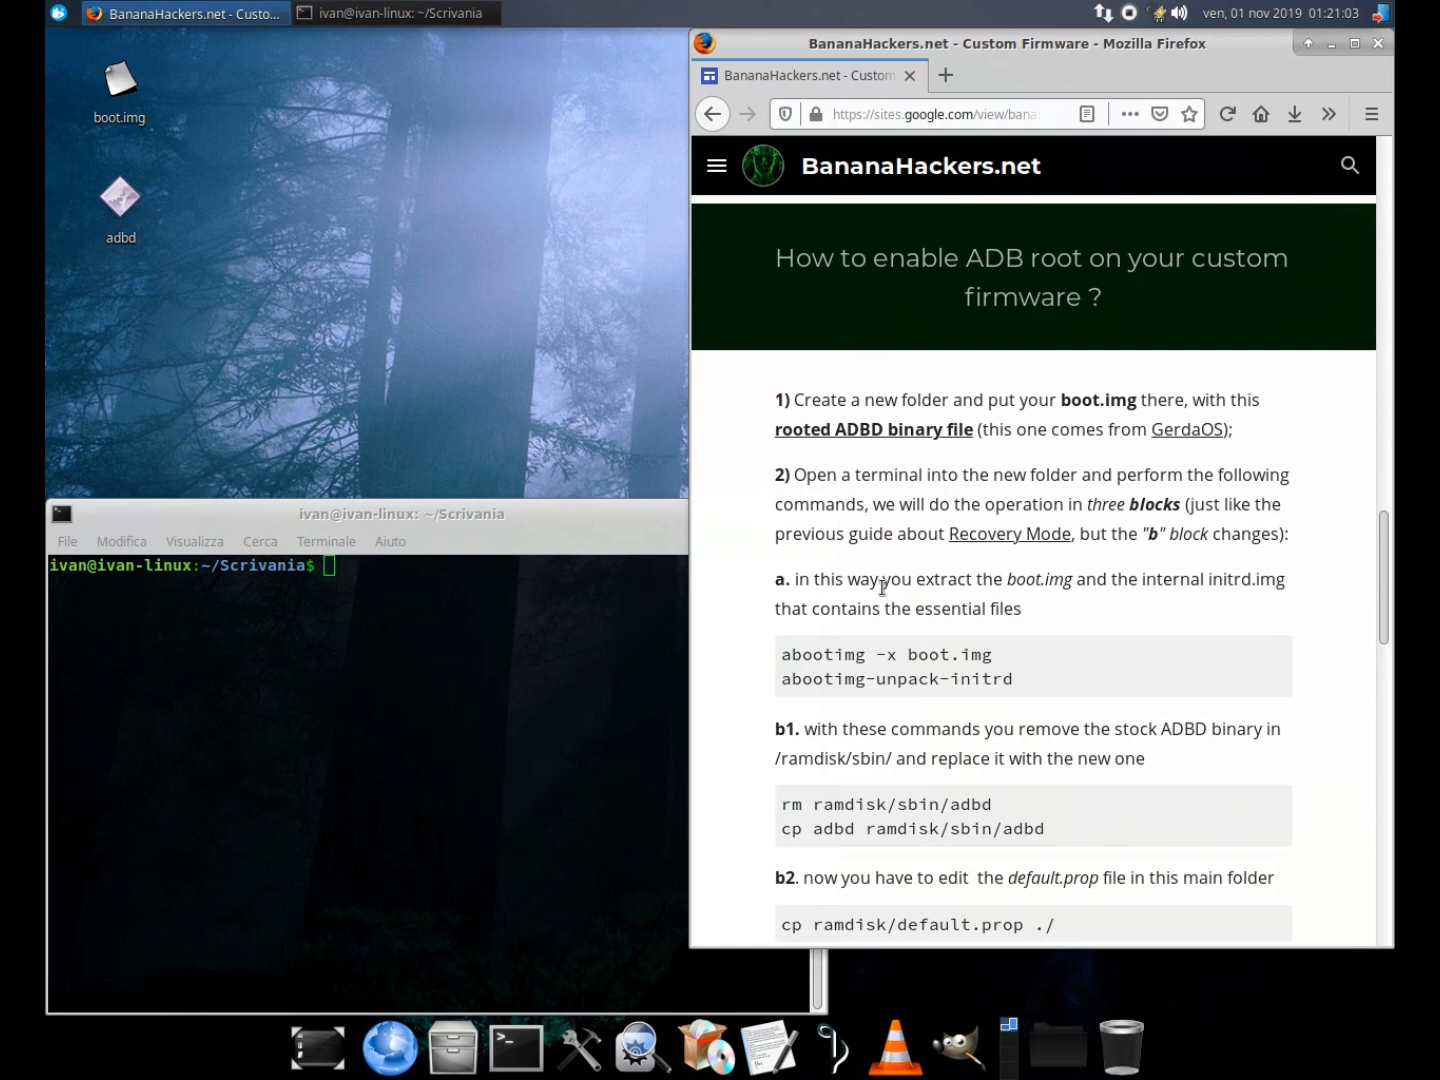 BananaHackers.net - Custo...
ivan@ivan-linux: ~/Scrivania
ven, 01 nov 2019 01:21:03
boot.img
adbd
BananaHackers.net - Custom Firmware - Mozilla Firefox
BananaHackers.net - Custom
https://sites.google.com/view/bana
BananaHackers.net
How to enable ADB root on your custom
firmware ?
1) Create a new folder and put your boot.img there, with this
rooted ADBD binary file (this one comes from GerdaOS);
2) Open a terminal into the new folder and perform the following
commands, we will do the operation in three blocks (just like the
previous guide about Recovery Mode, but the "b" block changes):
a. in this way you extract the boot.img and the internal initrd.img
that contains the essential files
abootimg -x boot.img
abootimg-unpack-initrd
b1. with these commands you remove the stock ADBD binary in
/ramdisk/sbin/ and replace it with the new one
rm ramdisk/sbin/adbd
cp adbd ramdisk/sbin/adbd
b2. now you have to edit  the default.prop file in this main folder
cp ramdisk/default.prop ./
ivan@ivan-linux: ~/Scrivania
File Modifica Visualizza Cerca Terminale Aiuto
ivan@ivan-linux:~/Scrivania$